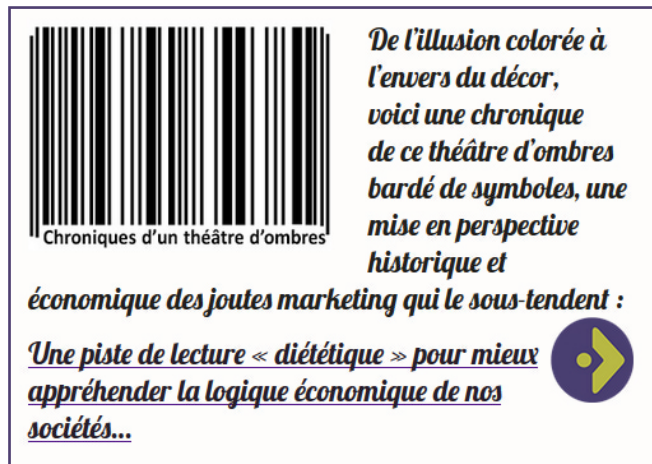 De l'illusion colorée à
l'envers du décor,
voici une chronique
de ce théâtre d'ombres
bardé de symboles, une
mise en perspective
historique et
Chroniques d'un théâtre d'ombres
économique des joutes marketing qui le sous-tendent :
Une piste de lecture « diététique » pour mieux
appréhender la logique économique de nos
sociétés...